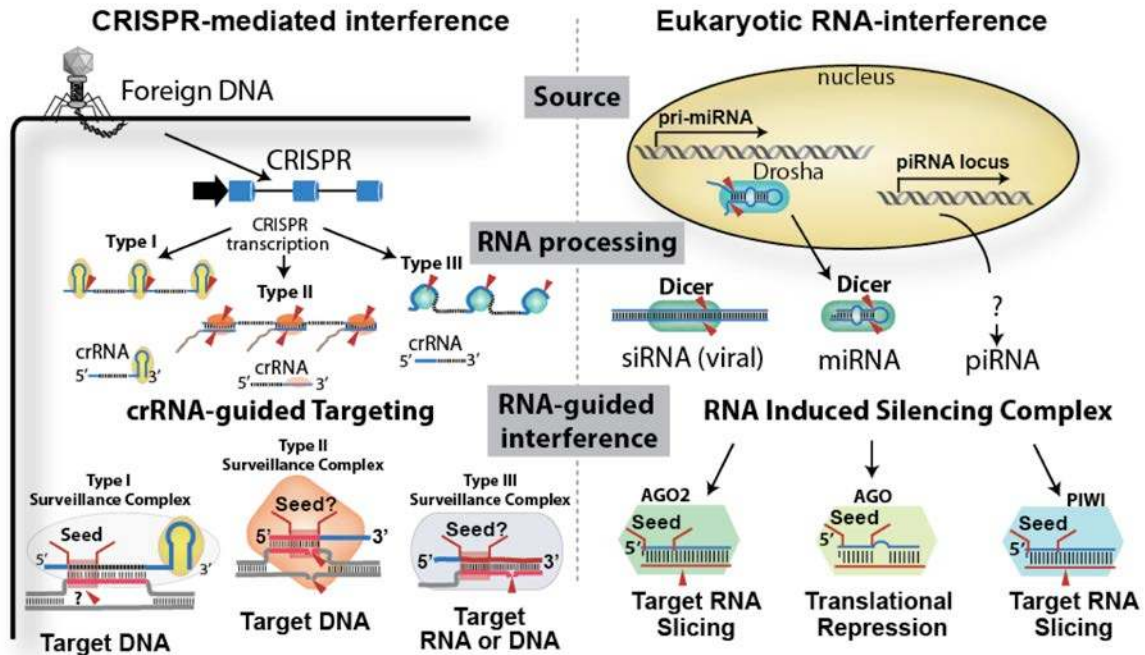 CRISPR-mediated interference
Eukaryotic RNA-interference
Foreign DNA
Source
nucleus
pri-miRNA
Drosha
piRNA locus
CRISPR
CRISPR
transcription
Type I
Type II
Type III
RNA processing
Dicer
Dicer
?
siRNA (viral)
miRNA
piRNA
crRNA
5' 3'
crRNA
5' 3'
crRNA
5' 3'
crRNA-guided Targeting
RNA-guided
interference
RNA Induced Silencing Complex
Type I
Surveillance Complex
Seed
5' 3'
?
Target DNA
Type II
Surveillance Complex
Seed?
5' 3'
Target DNA
Type III
Surveillance Complex
Seed?
5' 3'
Target
RNA or DNA
AGO2
Seed
5'
Target RNA
Slicing
AGO
Seed
5'
Translational
Repression
PIWI
Seed
5'
Target RNA
Slicing